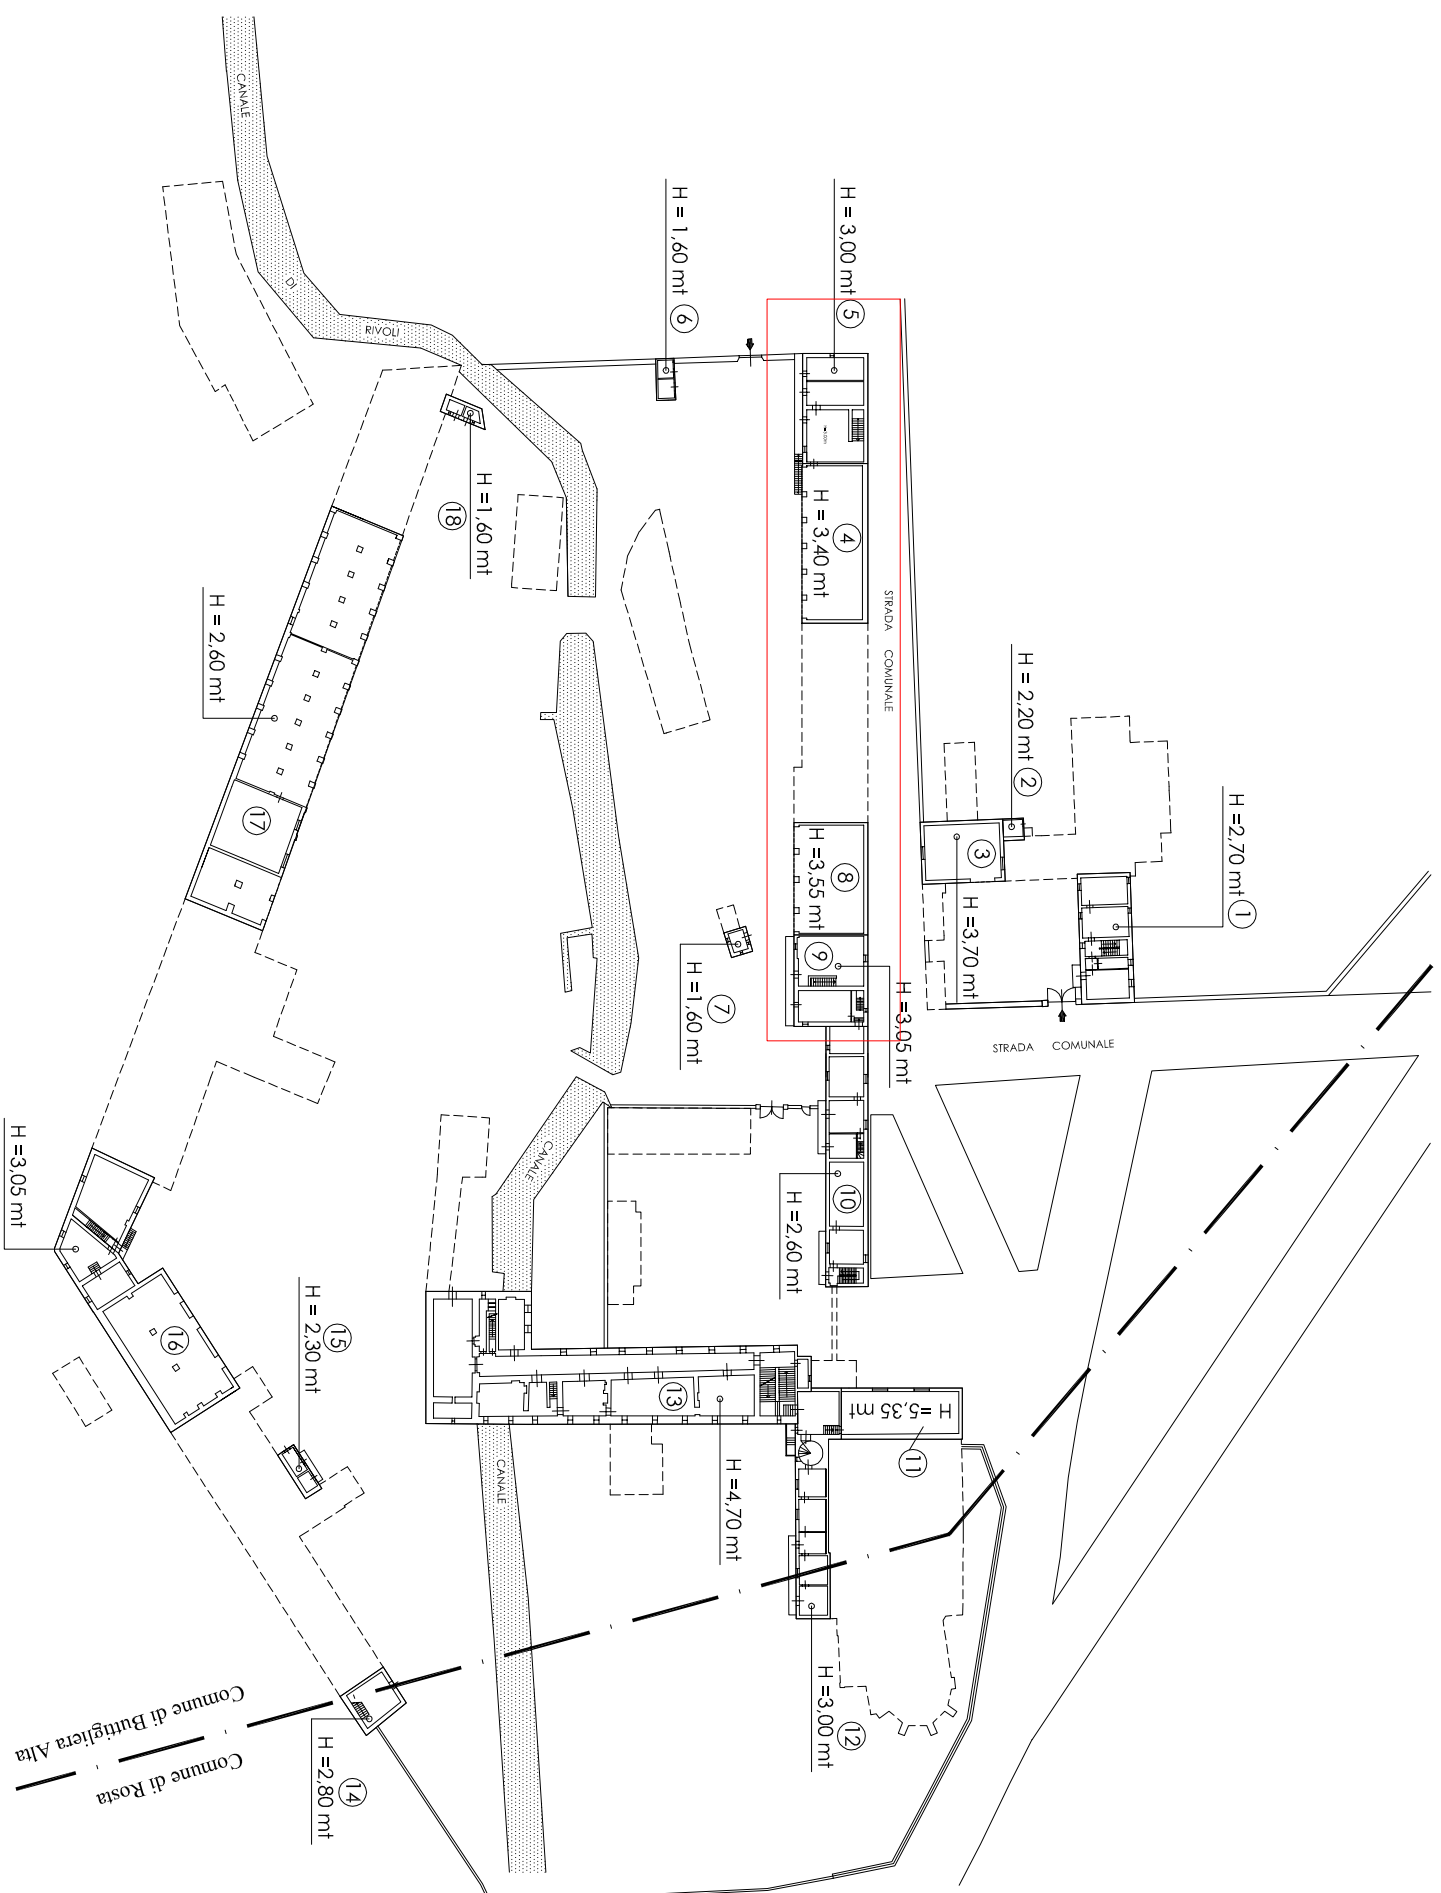 CANALE
DI
RIVOLI
H = 1,60 mt 6
H = 3,00 mt 5
4
H = 3,40 mt
STRADA COMUNALE
H = 2,20 mt 2
3
H =3,70 mt
H =2,70 mt 1
STRADA COMUNALE
H =1,60 mt
18
H = 2,60 mt
17
8
H =3,55 mt
9
H =3,05 mt
7
H =1,60 mt
10
H =2,60 mt
CANALE
H =3,05 mt
16
15
H = 2,30 mt
13
H =4,70 mt
H =5,35 mt
11
12
H =3,00 mt
CANALE
14
H =2,80 mt
Comune di Buttigliera Alta
Comune di Rosta